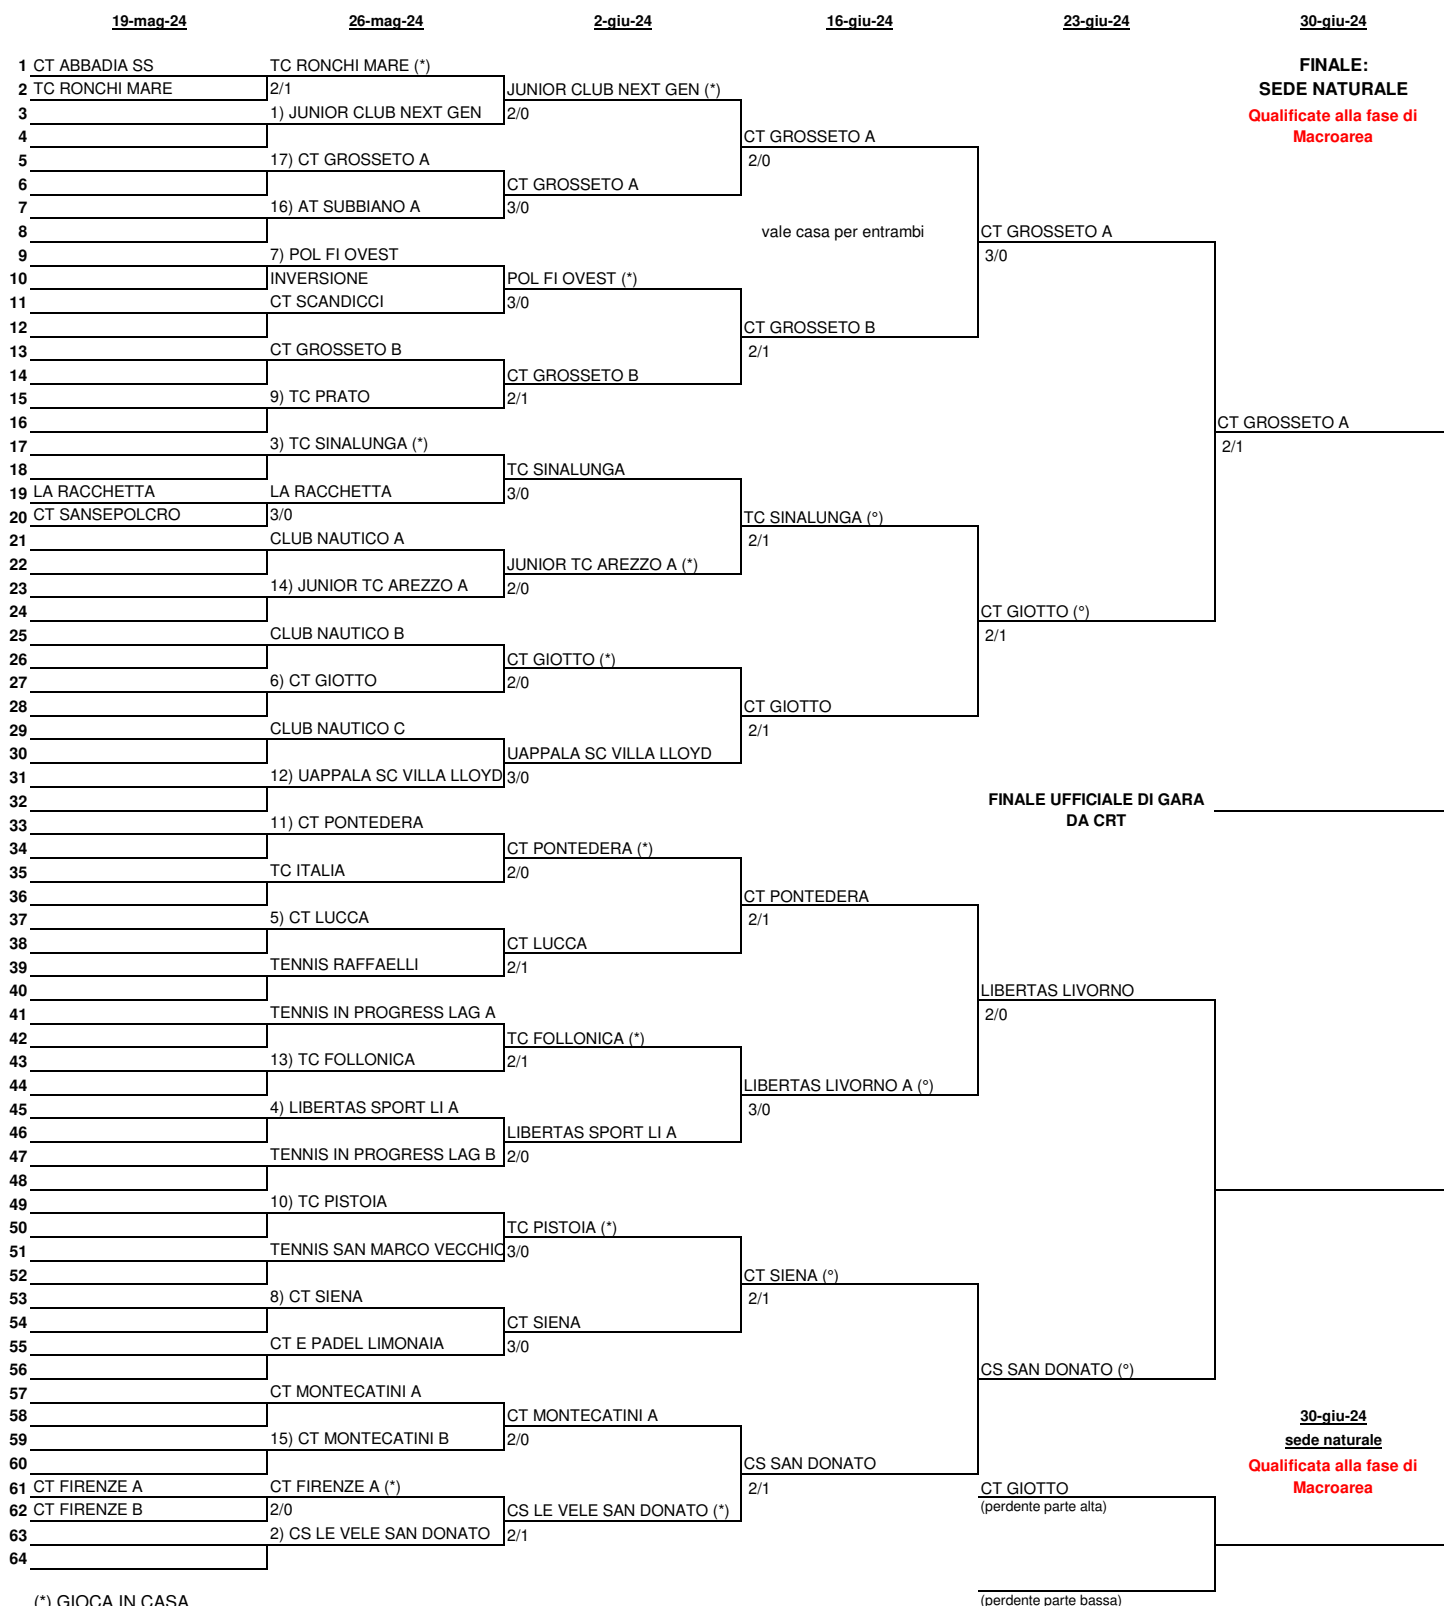 19-mag-24 26-mag-24 2-giu-24 16-giu-24 23-giu-24 30-giu-24
1 CT ABBADIA SS TC RONCHI MARE (*) FINALE:
2 TC RONCHI MARE 2/1 JUNIOR CLUB NEXT GEN (*) SEDE NATURALE
3 1) JUNIOR CLUB NEXT GEN 2/0 Qualificate alla fase di
4 CT GROSSETO A Macroarea
5 17) CT GROSSETO A 2/0
6 CT GROSSETO A
7 16) AT SUBBIANO A 3/0
8 vale casa per entrambi CT GROSSETO A
9 7) POL FI OVEST 3/0
10 INVERSIONE POL FI OVEST (*)
11 CT SCANDICCI 3/0
12 CT GROSSETO B
13 CT GROSSETO B 2/1
14 CT GROSSETO B
15 9) TC PRATO 2/1
16 CT GROSSETO A
17 3) TC SINALUNGA (*) 2/1
18 TC SINALUNGA
19 LA RACCHETTA LA RACCHETTA 3/0
20 CT SANSEPOLCRO 3/0 TC SINALUNGA (°)
21 CLUB NAUTICO A 2/1
22 JUNIOR TC AREZZO A (*)
23 14) JUNIOR TC AREZZO A 2/0
24 CT GIOTTO (°)
25 CLUB NAUTICO B 2/1
26 CT GIOTTO (*)
27 6) CT GIOTTO 2/0
28 CT GIOTTO
29 CLUB NAUTICO C 2/1
30 UAPPALA SC VILLA LLOYD
31 12) UAPPALA SC VILLA LLOYD 3/0
32 FINALE UFFICIALE DI GARA
33 11) CT PONTEDERA DA CRT
34 CT PONTEDERA (*)
35 TC ITALIA 2/0
36 CT PONTEDERA
37 5) CT LUCCA 2/1
38 CT LUCCA
39 TENNIS RAFFAELLI 2/1
40 LIBERTAS LIVORNO
41 TENNIS IN PROGRESS LAG A 2/0
42 TC FOLLONICA (*)
43 13) TC FOLLONICA 2/1
44 LIBERTAS LIVORNO A (°)
45 4) LIBERTAS SPORT LI A 3/0
46 LIBERTAS SPORT LI A
47 TENNIS IN PROGRESS LAG B 2/0
48
49 10) TC PISTOIA
50 TC PISTOIA (*)
51 TENNIS SAN MARCO VECCHIO 3/0
52 CT SIENA (°)
53 8) CT SIENA 2/1
54 CT SIENA
55 CT E PADEL LIMONAIA 3/0
56 CS SAN DONATO (°)
57 CT MONTECATINI A
58 CT MONTECATINI A 30-giu-24
59 15) CT MONTECATINI B 2/0 sede naturale
60 CS SAN DONATO Qualificata alla fase di
61 CT FIRENZE A CT FIRENZE A (*) 2/1 CT GIOTTO Macroarea
62 CT FIRENZE B 2/0 CS LE VELE SAN DONATO (*) (perdente parte alta)
63 2) CS LE VELE SAN DONATO 2/1
64
(*) GIOCA IN CASA (perdente parte bassa)